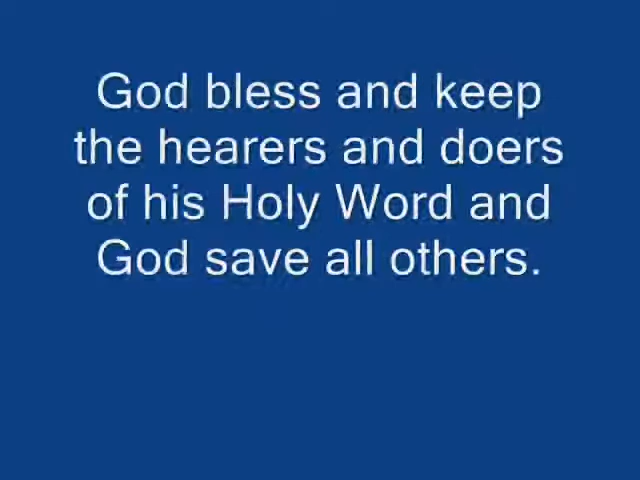 God bless and keep
the hearers and doers
of his Holy Word and
God save all others.